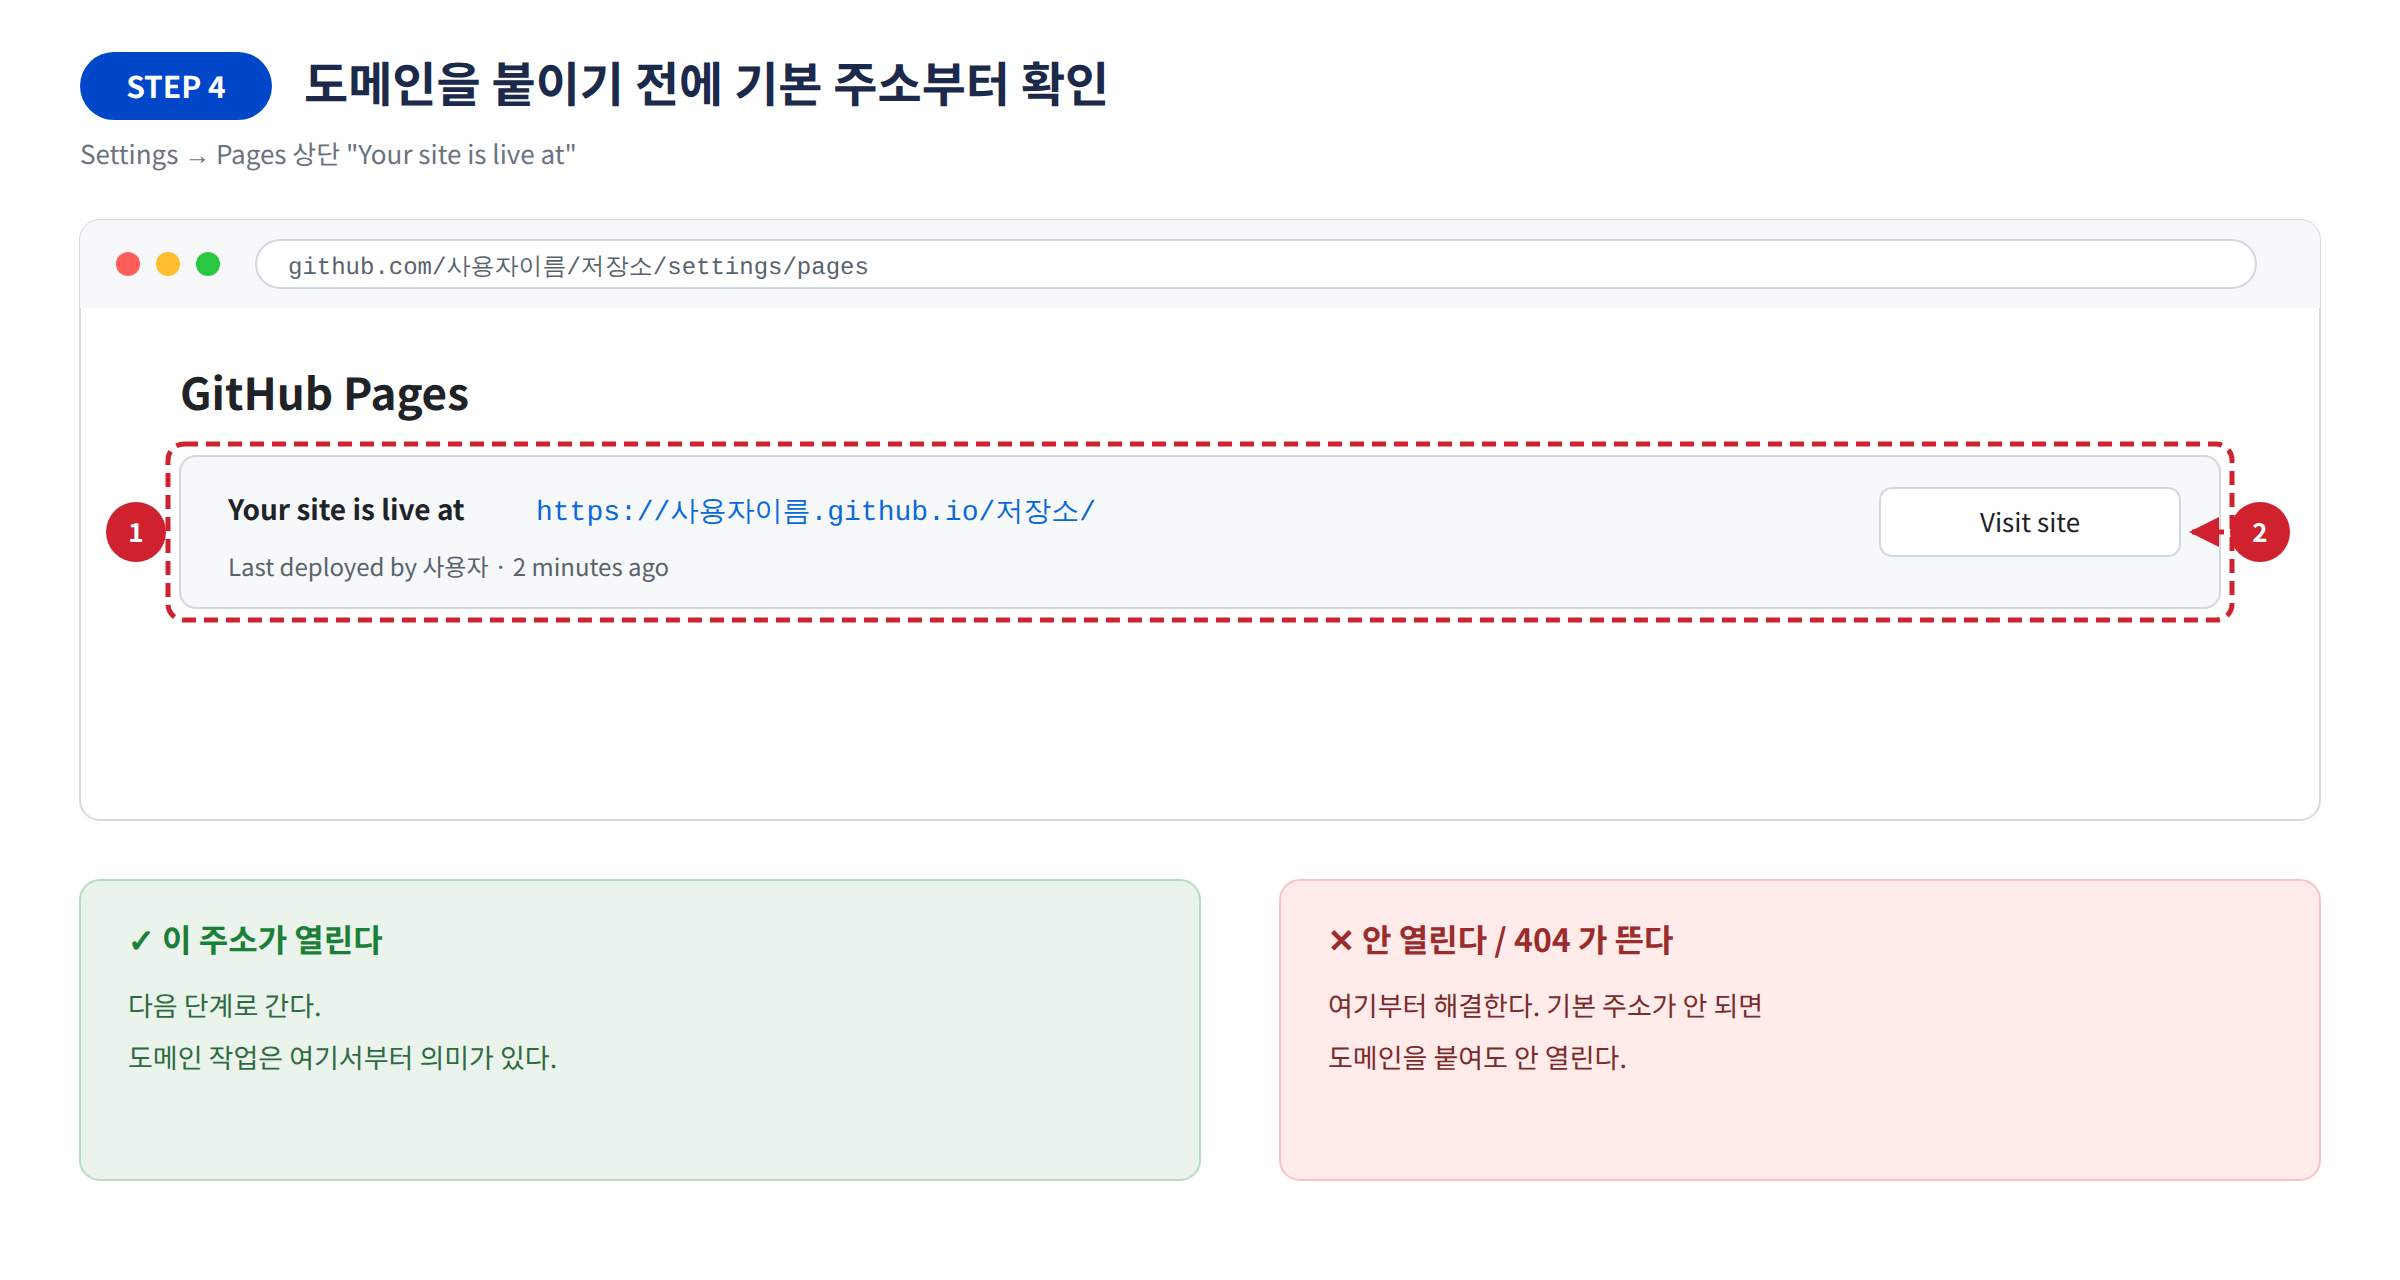 STEP 4 도메인을 붙이기 전에 기본 주소부터 확인
Settings → Pages 상단 "Your site is live at"
github.com/사용자이름/저장소/settings/pages
GitHub Pages
1
Your site is live at https://사용자이름.github.io/저장소/
Visit site
2
Last deployed by 사용자 · 2 minutes ago
✓ 이 주소가 열린다
다음 단계로 간다.
도메인 작업은 여기서부터 의미가 있다.
✕ 안 열린다 / 404 가 뜬다
여기부터 해결한다. 기본 주소가 안 되면
도메인을 붙여도 안 열린다.